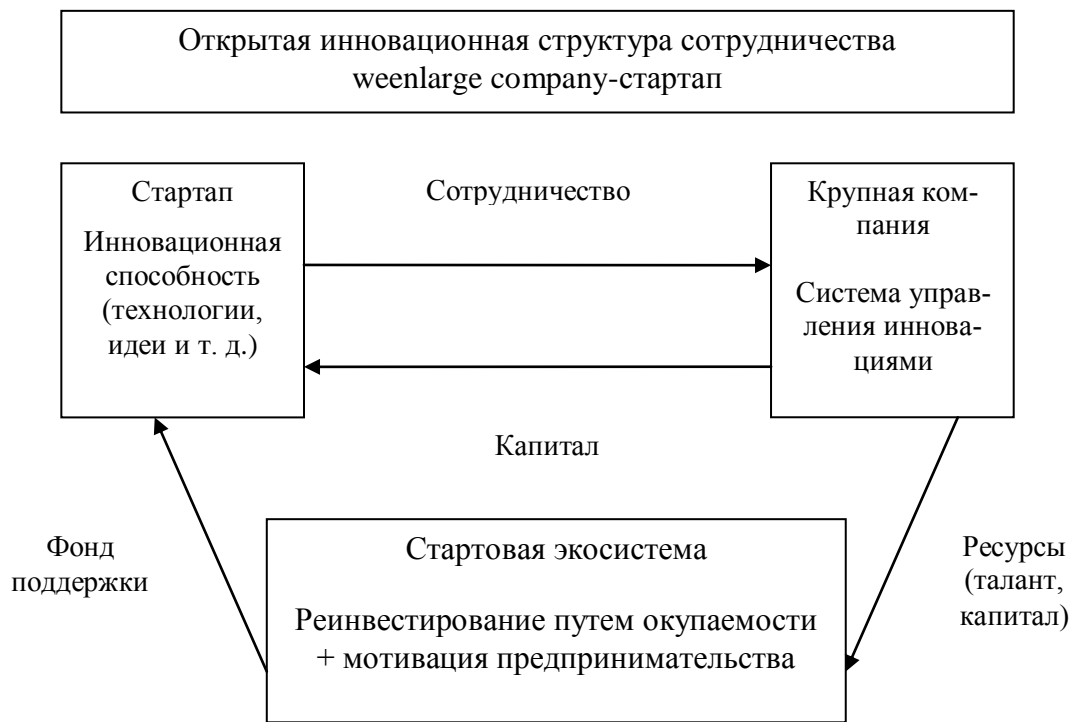 Открытая инновационная структура сотрудничества
weenlarge company-стартап
Стартап
Инновационная
способность
(технологии,
идеи и т. д.)
Сотрудничество
Крупная ком-
пания
Система управ-
ления иннова-
циями
Капитал
Фонд
поддержки
Стартовая экосистема
Реинвестирование путем окупаемости
+ мотивация предпринимательства
Ресурсы
(талант,
капитал)